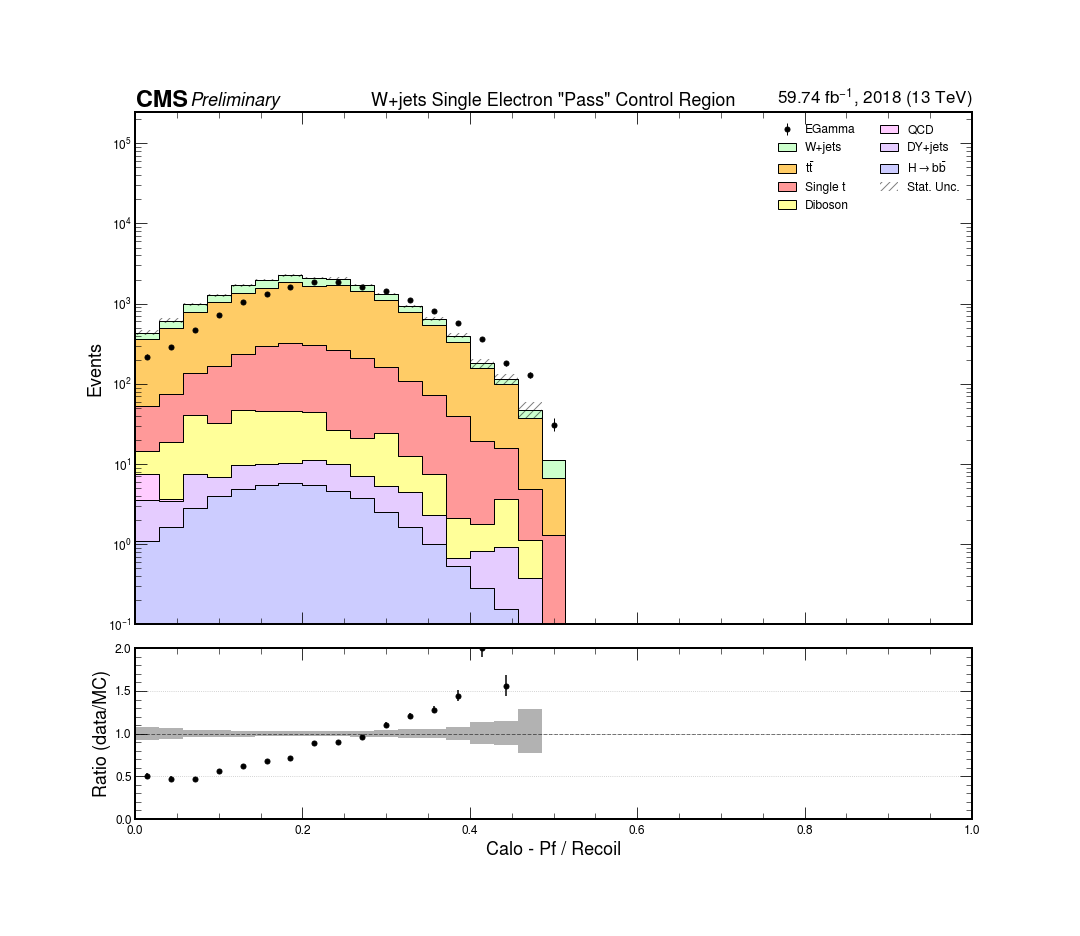 CMS Preliminary W+jets Single Electron "Pass" Control Region 59.74 fb⁻¹, 2018 (13 TeV)
EGamma QCD
W+jets DY+jets
tt̄ H→bb̄
Single t Stat. Unc.
Diboson
Events
10⁵
10⁴
10³
10²
10¹
10⁰
10⁻¹
Ratio (data/MC)
2.0
1.5
1.0
0.5
0.0
0.0 0.2 0.4 0.6 0.8 1.0
Calo - Pf / Recoil